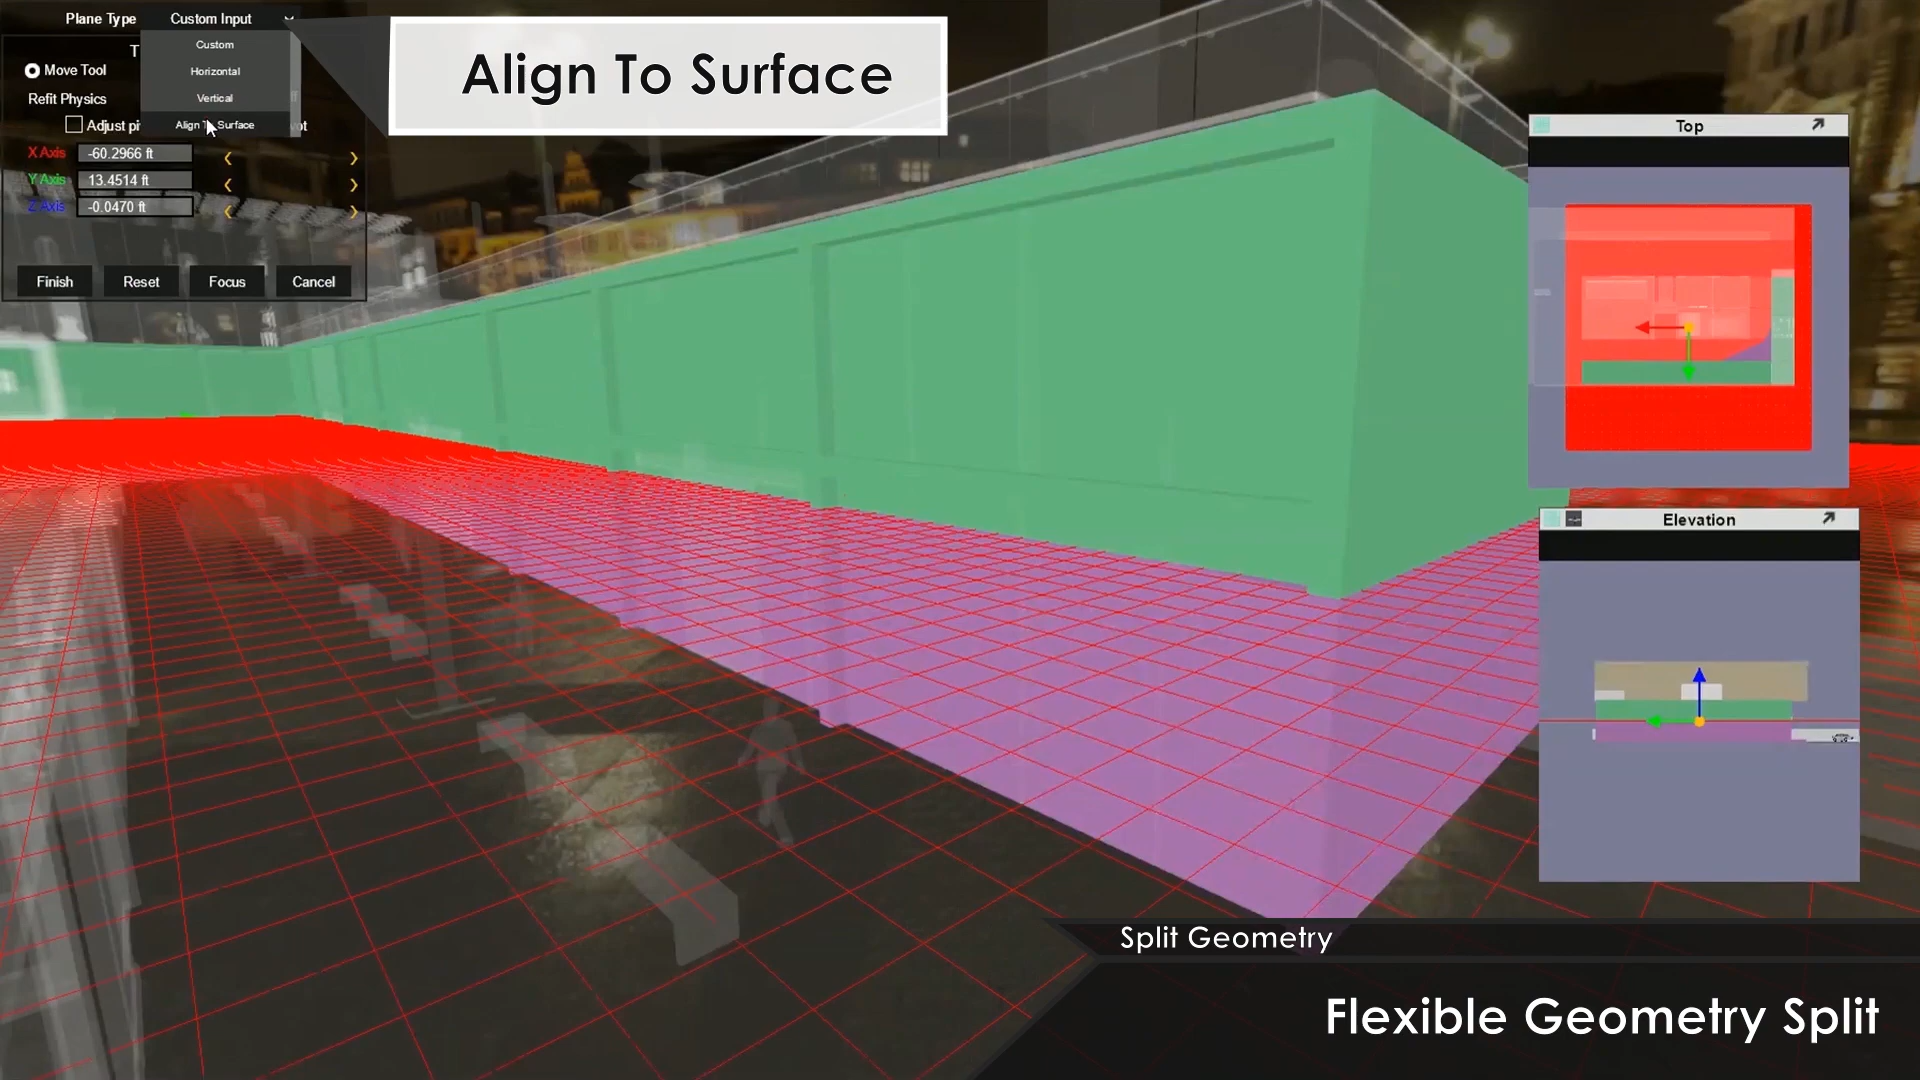 Plane Type Custom Input
Custom
Horizontal
Vertical
Align To Surface
Move Tool
Refit Physics
Adjust pi
vot
X Axis -60.2966 ft
Y Axis 13.4514 ft
Z Axis -0.0470 ft
Finish Reset Focus Cancel
Align To Surface
Top
Elevation
Split Geometry
Flexible Geometry Split